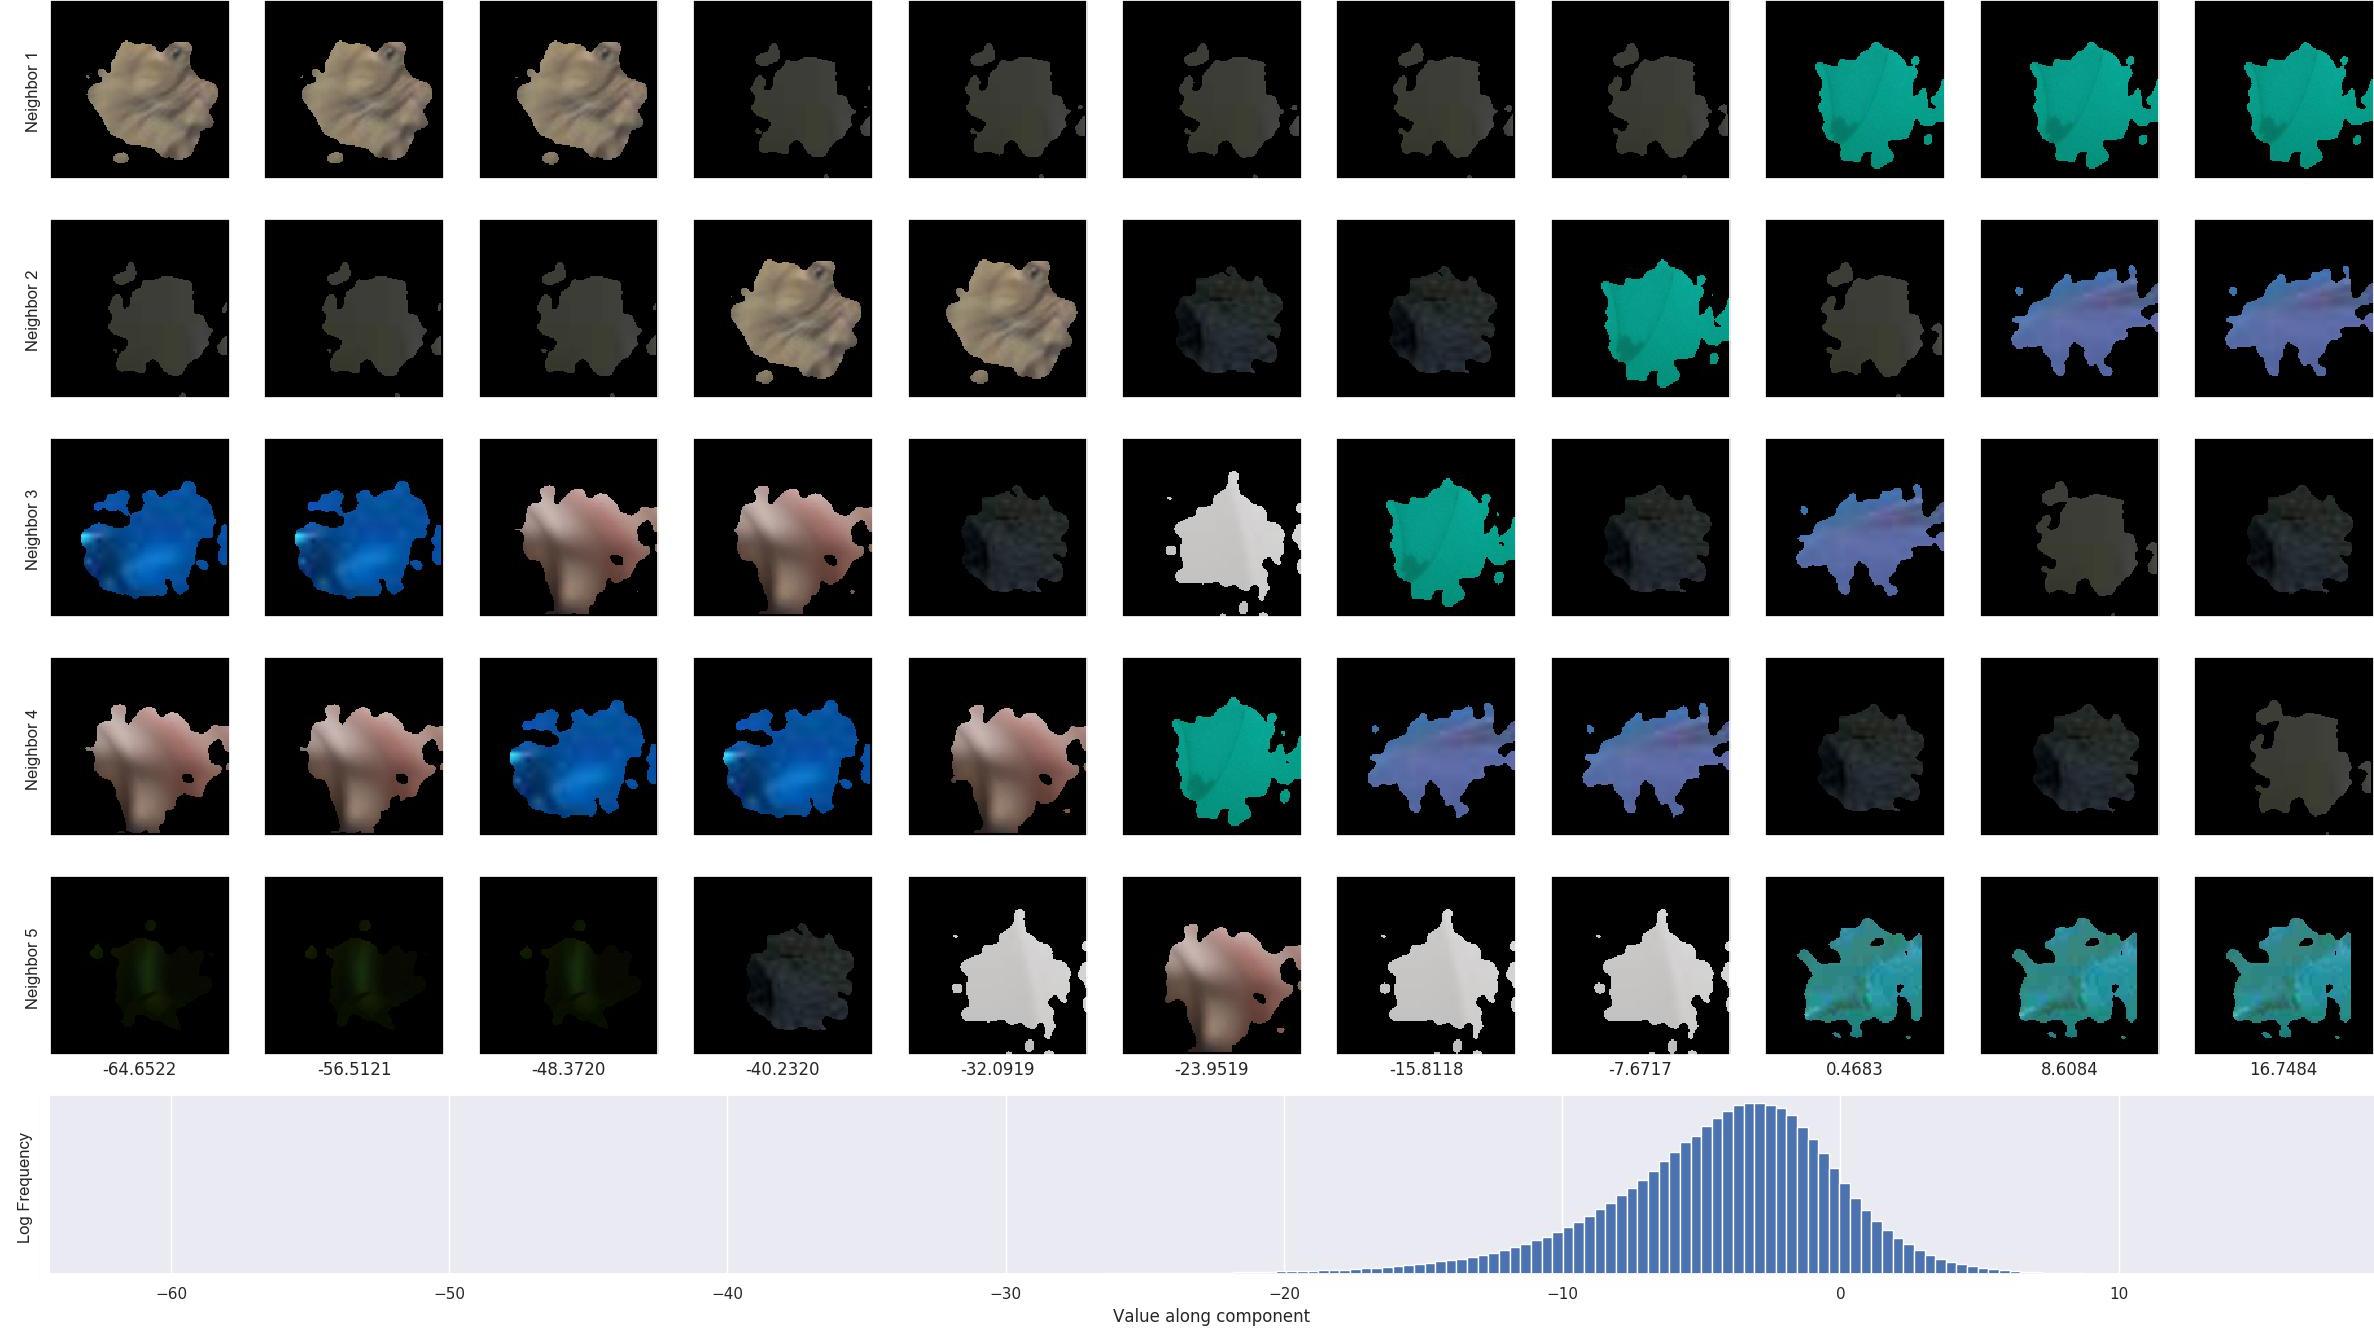 Neighbor 1
Neighbor 2
Neighbor 3
Neighbor 4
Neighbor 5
-64.6522 -56.5121 -48.3720 -40.2320 -32.0919 -23.9519 -15.8118 -7.6717 0.4683 8.6084 16.7484
Log Frequency
−60 −50 −40 −30 −20 −10 0 10
Value along component